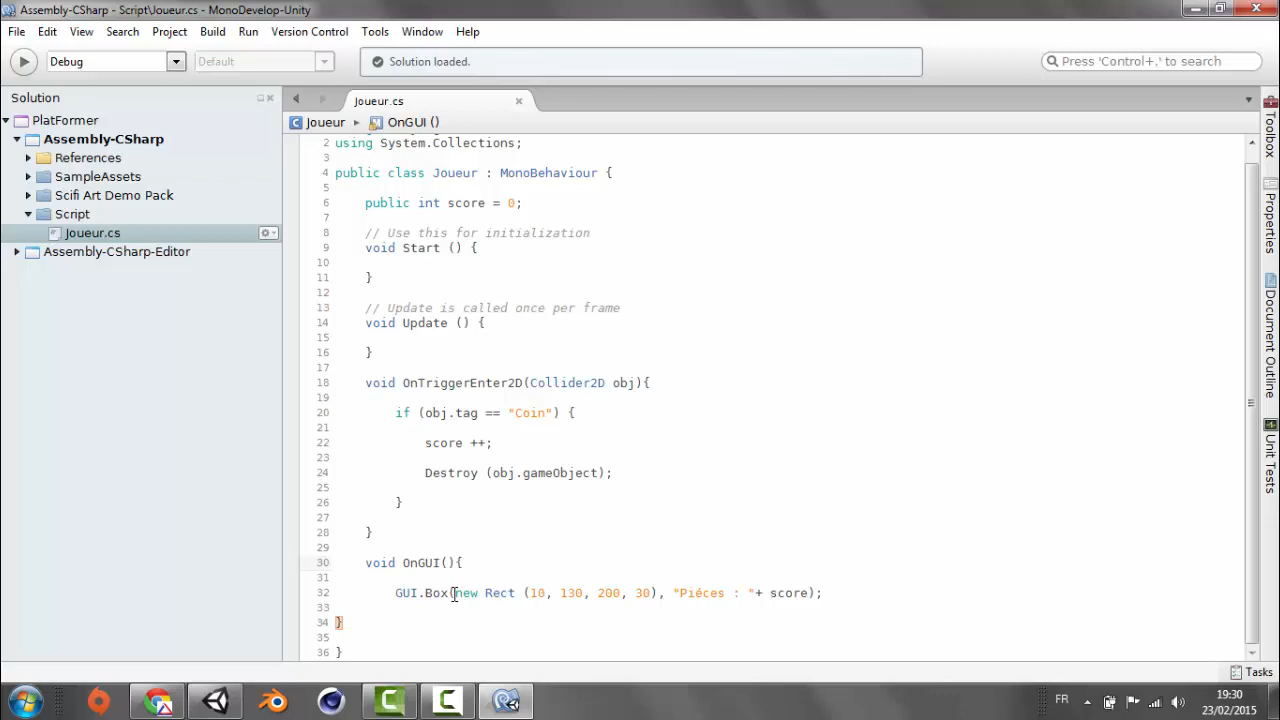 Assembly-CSharp - Script\Joueur.cs - MonoDevelop-Unity
File Edit View Search Project Build Run Version Control Tools Window Help
Debug Default Solution loaded. Press 'Control+,' to search
Solution
PlatFormer
Assembly-CSharp
References
SampleAssets
Scifi Art Demo Pack
Script
Joueur.cs
Assembly-CSharp-Editor
Joueur.cs
Joueur OnGUI ()
2 using System.Collections;
3
4 public class Joueur : MonoBehaviour {
5
6 public int score = 0;
7
8 // Use this for initialization
9 void Start () {
10
11 }
12
13 // Update is called once per frame
14 void Update () {
15
16 }
17
18 void OnTriggerEnter2D(Collider2D obj){
19
20 if (obj.tag == "Coin") {
21
22 score ++;
23
24 Destroy (obj.gameObject);
25
26 }
27
28 }
29
30 void OnGUI(){
31
32 GUI.Box(new Rect (10, 130, 200, 30), "Piéces : "+ score);
33
34 }
35
36 }
Toolbox
Properties
Document Outline
Unit Tests
Tasks
FR
19:30
23/02/2015